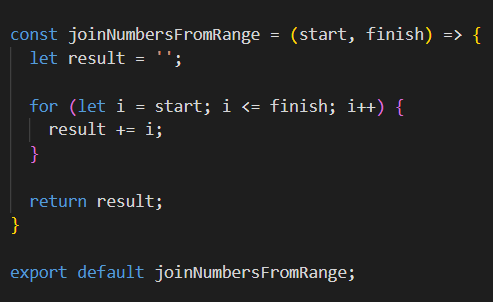 const joinNumbersFromRange = (start, finish) => {
  let result = '';

  for (let i = start; i <= finish; i++) {
    result += i;
  }

  return result;
}

export default joinNumbersFromRange;